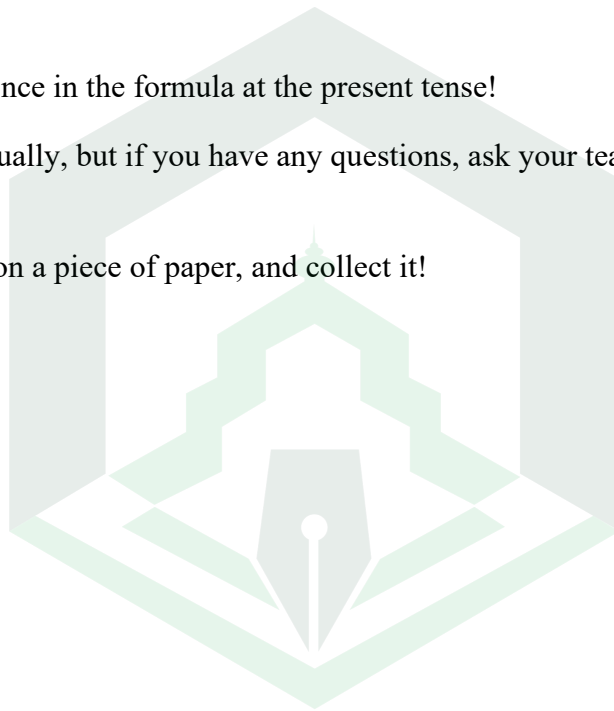 nce in the formula at the present tense!
ually, but if you have any questions, ask your tea
on a piece of paper, and collect it!